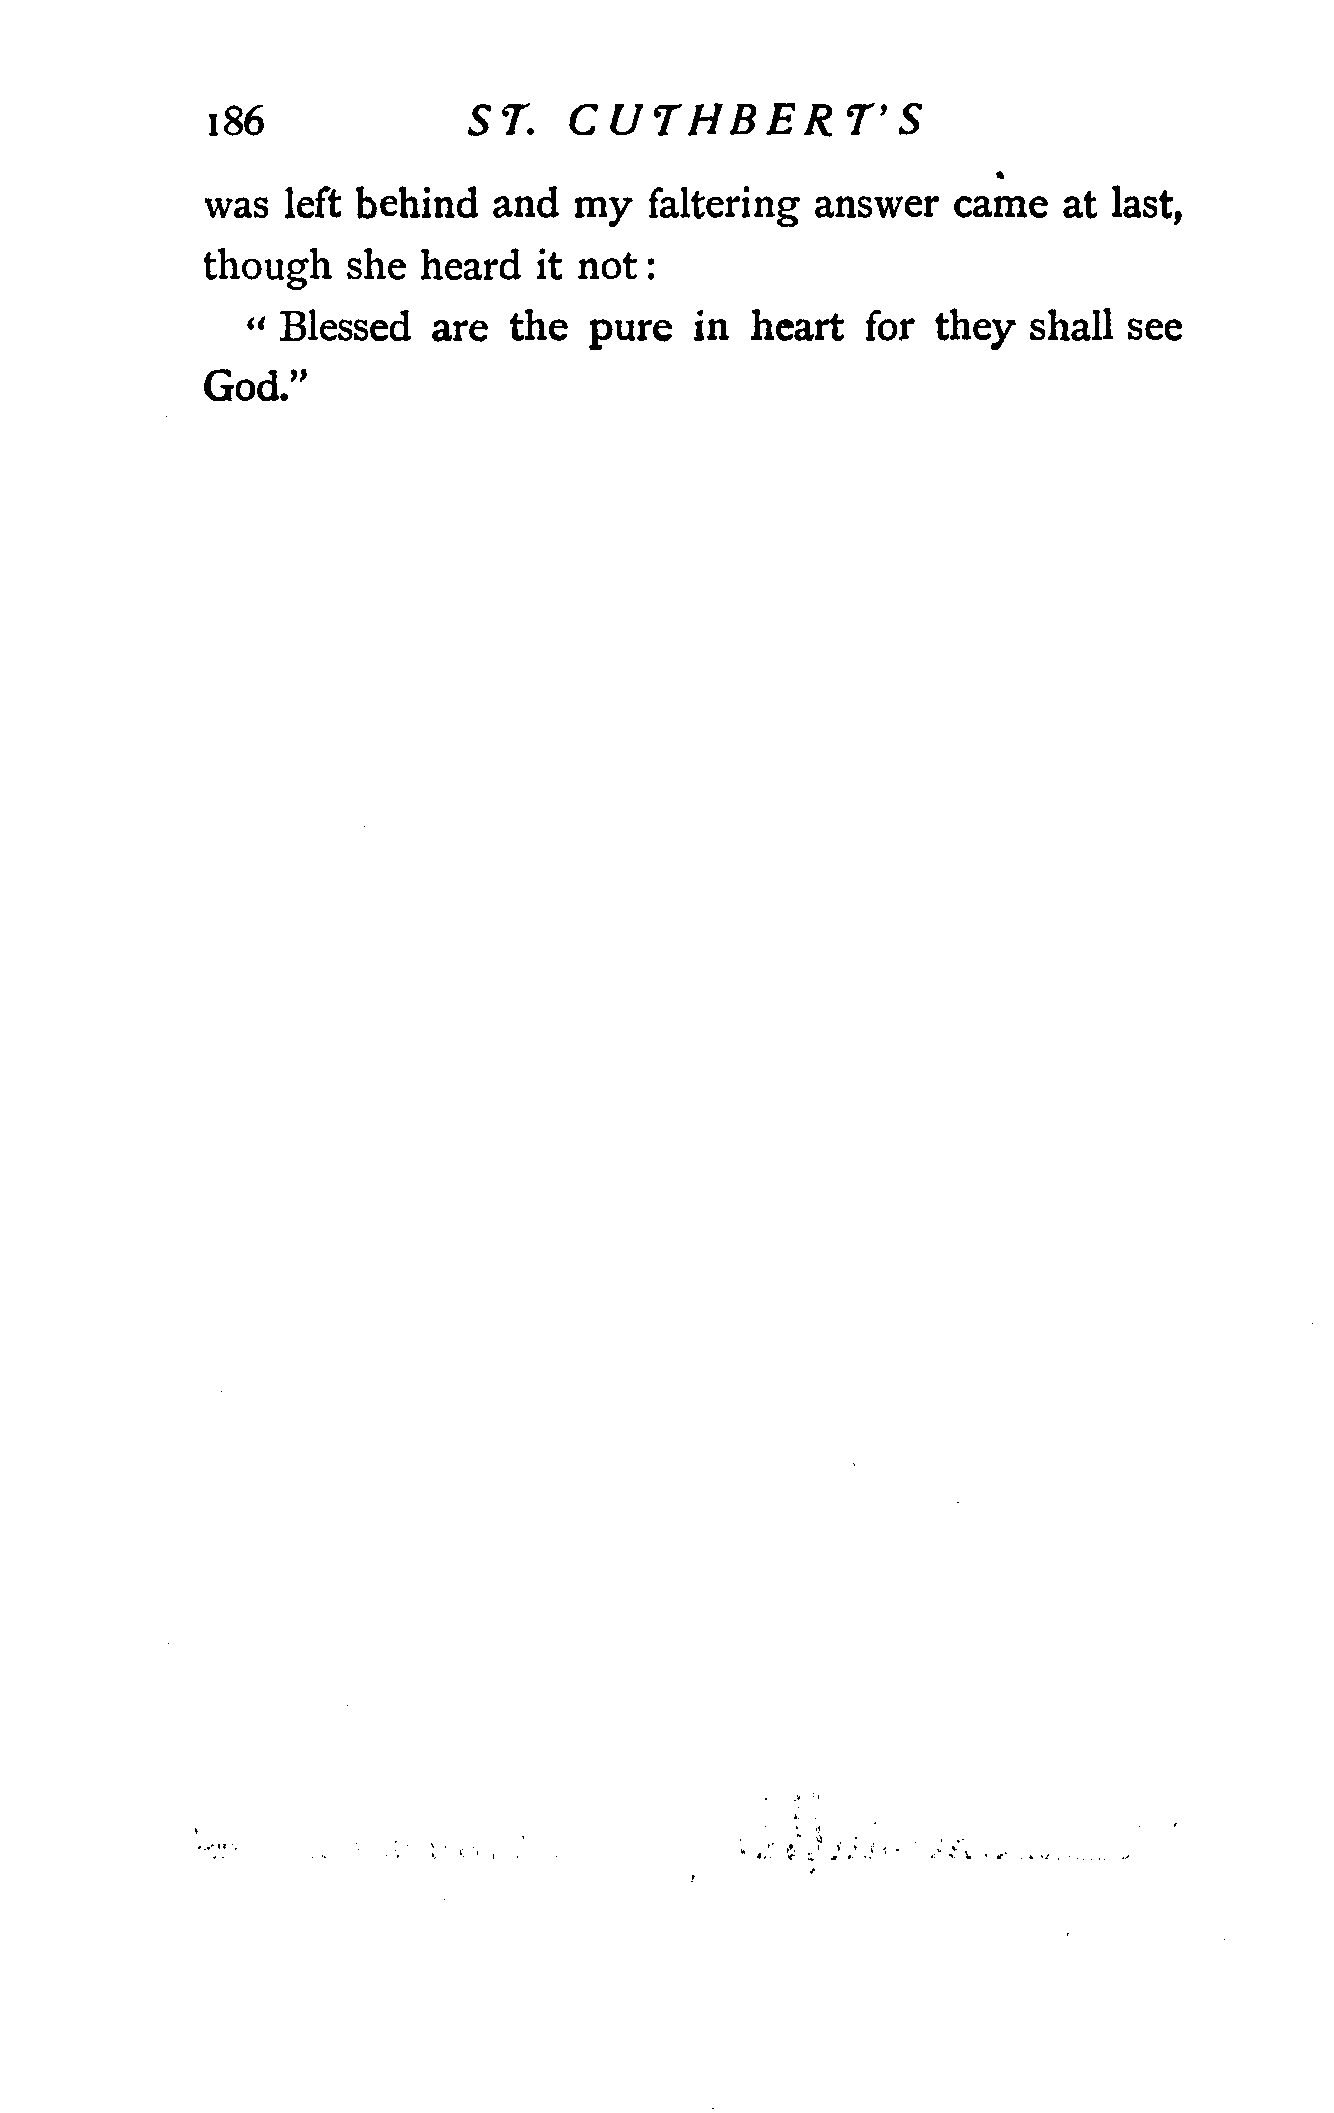 186 ST. CUTHBERT'S
was left behind and my faltering answer came at last,
though she heard it not:
“Blessed are the pure in heart for they shall see
God.”